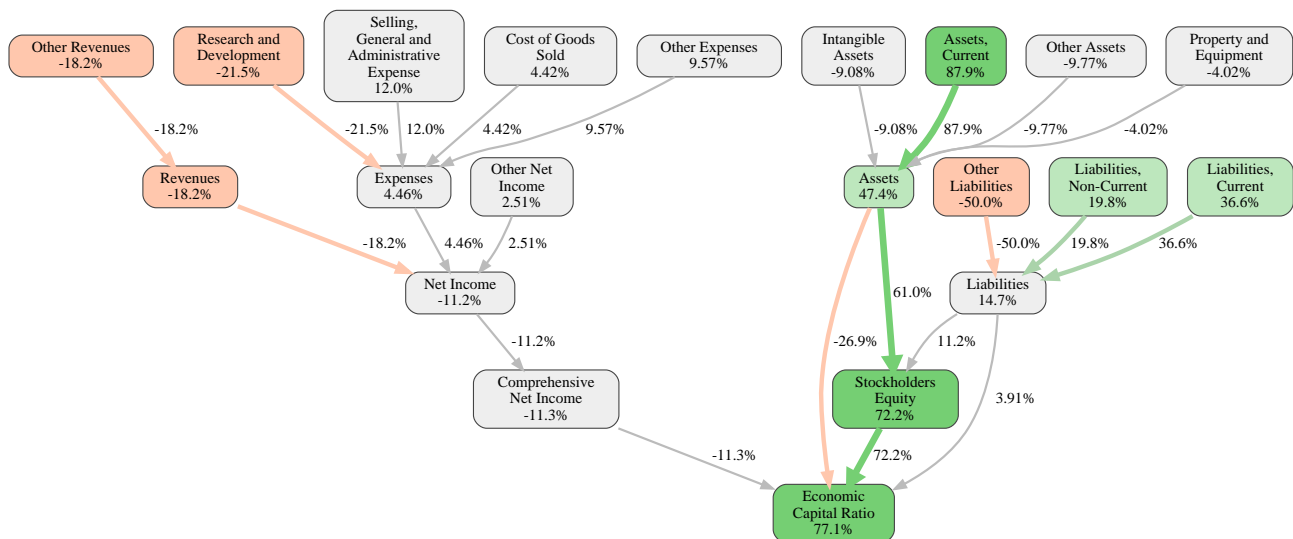 Other Revenues
-18.2%
Research and
Development
-21.5%
Selling,
General and
Administrative
Expense
12.0%
Cost of Goods
Sold
4.42%
Other Expenses
9.57%
Intangible
Assets
-9.08%
Assets,
Current
87.9%
Other Assets
-9.77%
Property and
Equipment
-4.02%
-18.2%
-21.5%
12.0%
4.42%
9.57%
-9.08%
87.9%
-9.77%
-4.02%
Revenues
-18.2%
Expenses
4.46%
Other Net
Income
2.51%
Assets
47.4%
Other
Liabilities
-50.0%
Liabilities,
Non-Current
19.8%
Liabilities,
Current
36.6%
-18.2%
4.46%
2.51%
-50.0%
19.8%
36.6%
Net Income
-11.2%
61.0%
Liabilities
14.7%
-11.2%
-26.9%
11.2%
Comprehensive
Net Income
-11.3%
Stockholders
Equity
72.2%
3.91%
-11.3%
72.2%
Economic
Capital Ratio
77.1%